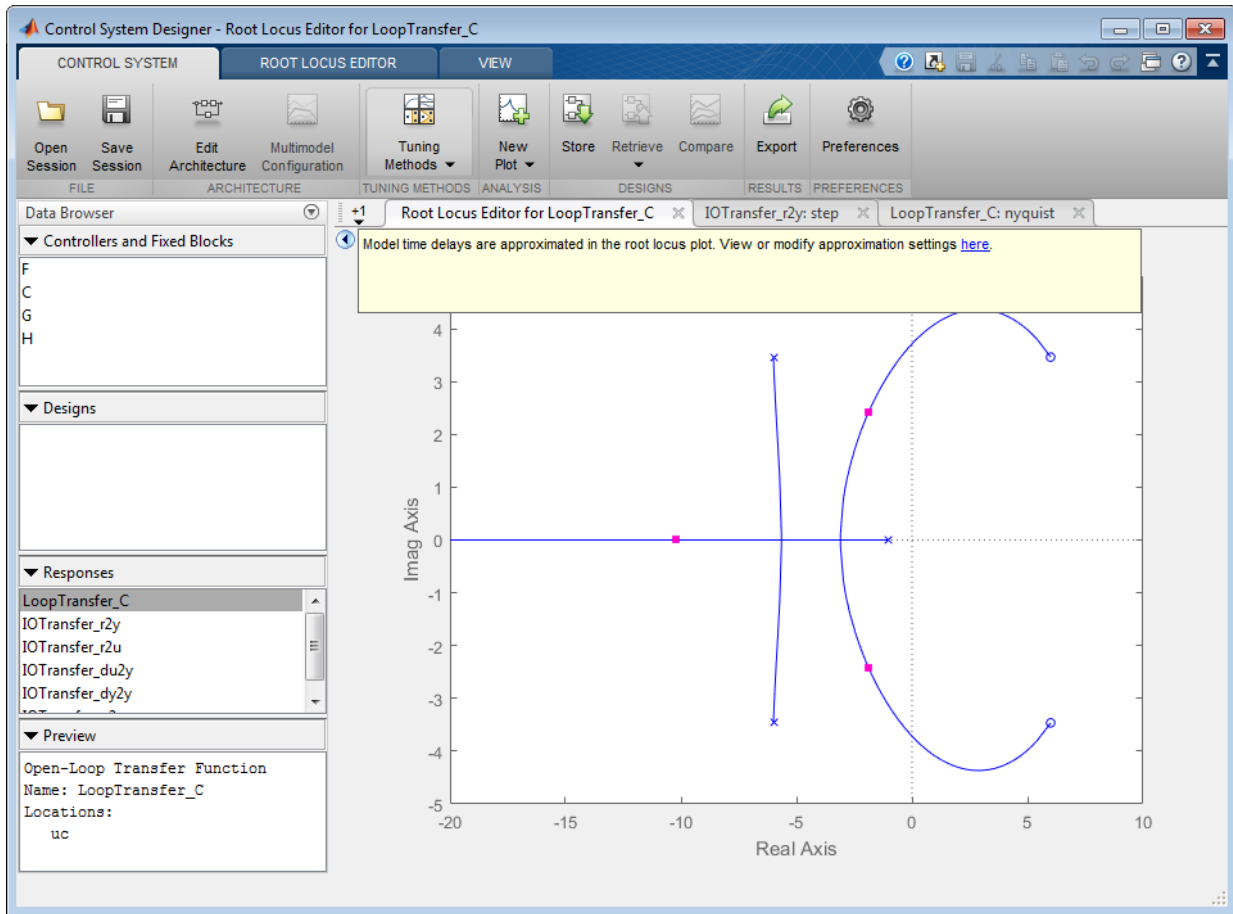 Control System Designer - Root Locus Editor for LoopTransfer_C
CONTROL SYSTEM
ROOT LOCUS EDITOR
VIEW
Open Session
Save Session
Edit Architecture
Multimodel Configuration
Tuning Methods
New Plot
Store
Retrieve
Compare
Export
Preferences
FILE
ARCHITECTURE
TUNING METHODS
ANALYSIS
DESIGNS
RESULTS
PREFERENCES
Data Browser
Controllers and Fixed Blocks
F
C
G
H
Designs
Responses
LoopTransfer_C
IOTransfer_r2y
IOTransfer_r2u
IOTransfer_du2y
IOTransfer_dy2y
Preview
Open-Loop Transfer Function
Name: LoopTransfer_C
Locations:
uc
+1
Root Locus Editor for LoopTransfer_C
IOTransfer_r2y: step
LoopTransfer_C: nyquist
Model time delays are approximated in the root locus plot. View or modify approximation settings here.
4
3
2
1
0
-1
-2
-3
-4
-5
Imag Axis
-20
-15
-10
-5
0
5
10
Real Axis